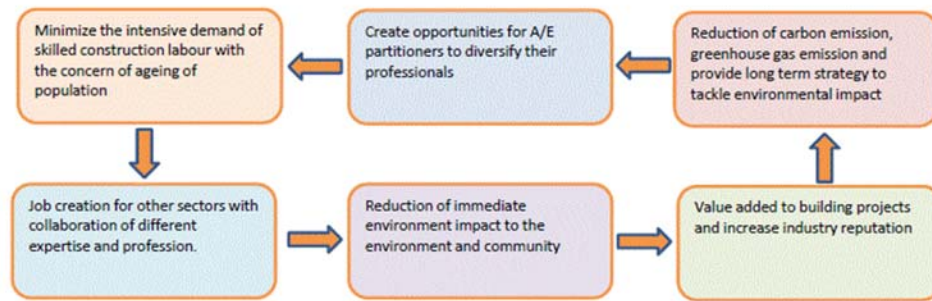 Minimize the intensive demand of
skilled construction labour with
the concern of ageing of
population
Create opportunities for A/E
partitioners to diversify their
professionals
Reduction of carbon emission,
greenhouse gas emission and
provide long term strategy to
tackle environmental impact
Job creation for other sectors with
collaboration of different
expertise and profession.
Reduction of immediate
environment impact to the
environment and community
Value added to building projects
and increase industry reputation